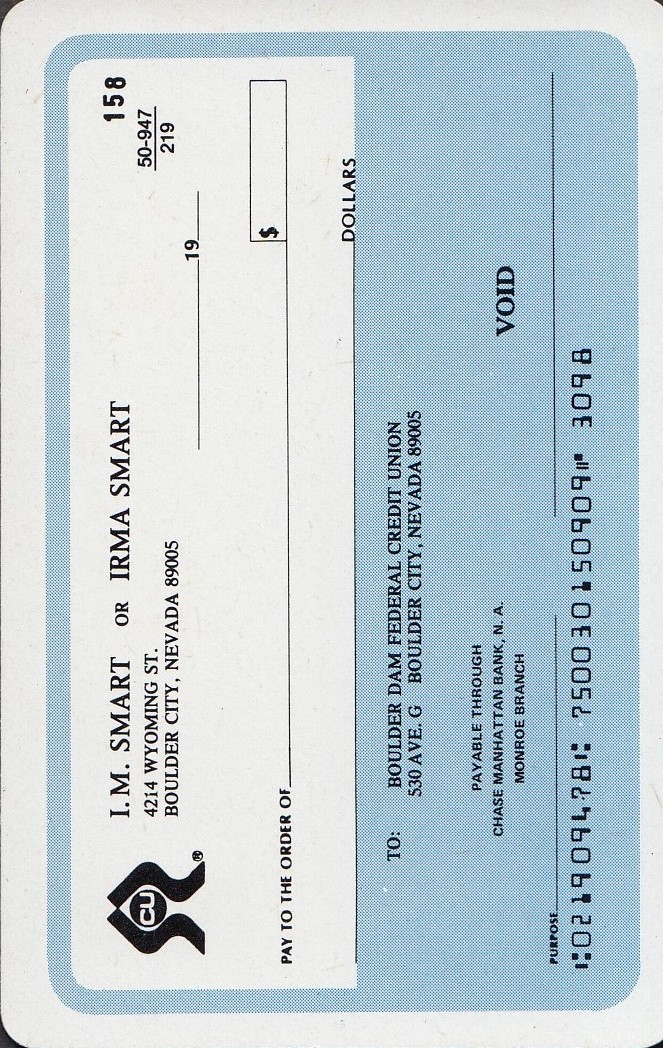 CU
®
I.M. SMART OR IRMA SMART
4214 WYOMING ST.
BOULDER CITY, NEVADA 89005
158
50-947
219
19
PAY TO THE ORDER OF
$
DOLLARS
TO: BOULDER DAM FEDERAL CREDIT UNION
530 AVE. G BOULDER CITY, NEVADA 89005
PAYABLE THROUGH
CHASE MANHATTAN BANK, N. A.
MONROE BRANCH
VOID
PURPOSE
⑆021909478⑆ 750030150909⑈ 3098